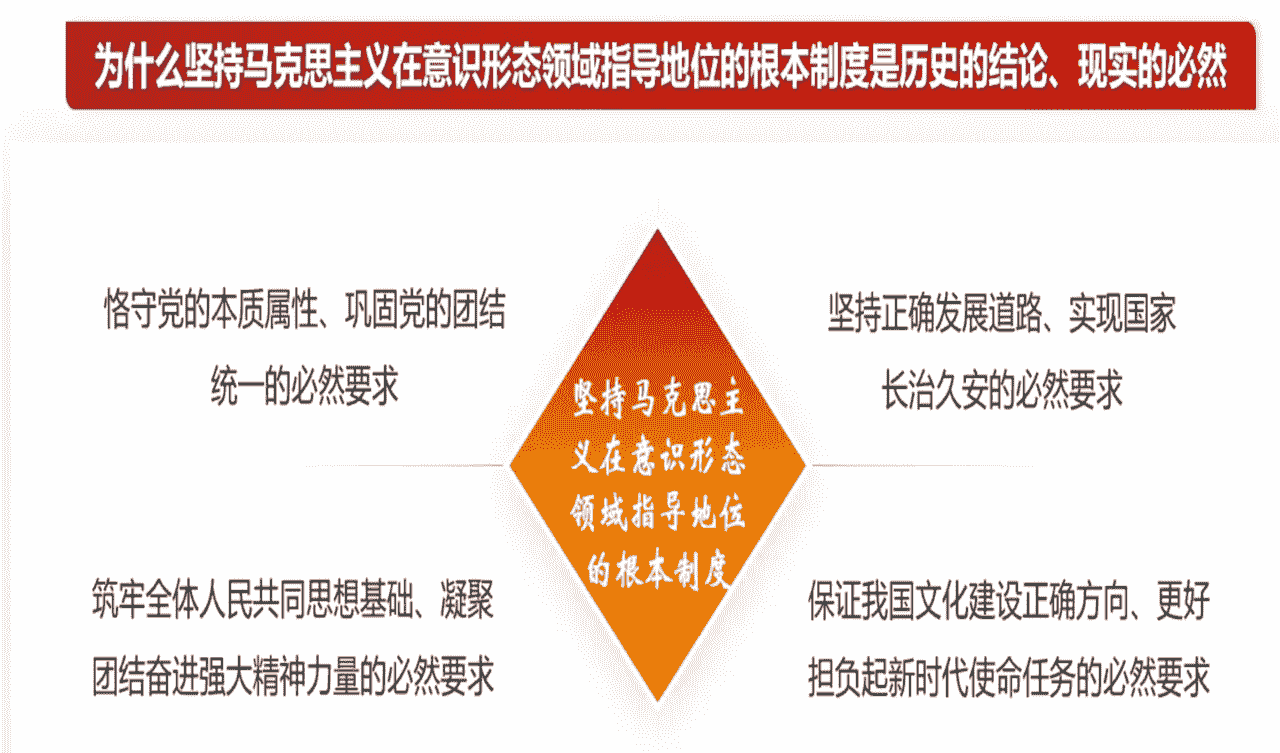 为什么坚持马克思主义在意识形态领域指导地位的根本制度是历史的结论、现实的必然
恪守党的本质属性、巩固党的团结
统一的必然要求
坚持正确发展道路、实现国家
长治久安的必然要求
坚持马克思主
义在意识形态
领域指导地位
的根本制度
筑牢全体人民共同思想基础、凝聚
团结奋进强大精神力量的必然要求
保证我国文化建设正确方向、更好
担负起新时代使命任务的必然要求